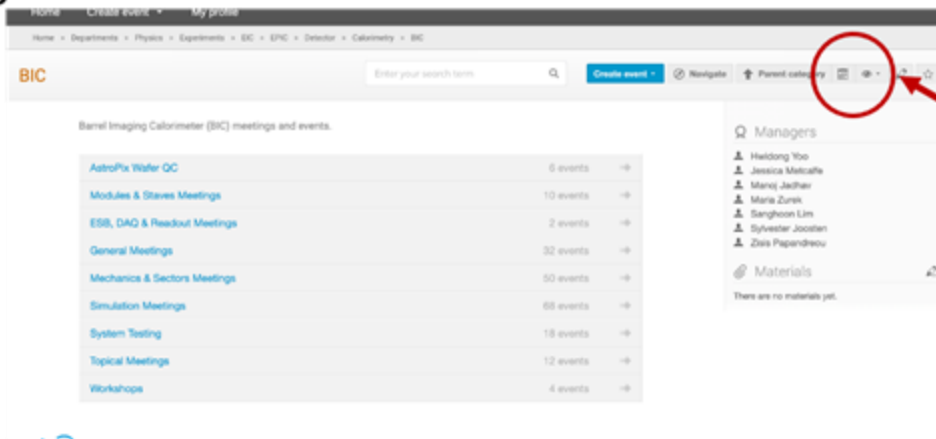 Home Create event My profile
Home » Departments » Physics » Experiments » EIC » EPIC » Detector » Calorimetry » BIC
BIC
Enter your search term
Create event
Navigate
Parent category
Barrel Imaging Calorimeter (BIC) meetings and events.
AstroPix Wafer QC 6 events
Modules & Staves Meetings 10 events
ESB, DAQ & Readout Meetings 2 events
General Meetings 32 events
Mechanics & Sectors Meetings 50 events
Simulation Meetings 68 events
System Testing 18 events
Topical Meetings 12 events
Workshops 4 events
Managers
Hwidong Yoo
Jessica Metcalfe
Manoj Jadhav
Maria Zurek
Sanghoon Lim
Sylvester Joosten
Zisis Papandreou
Materials
There are no materials yet.